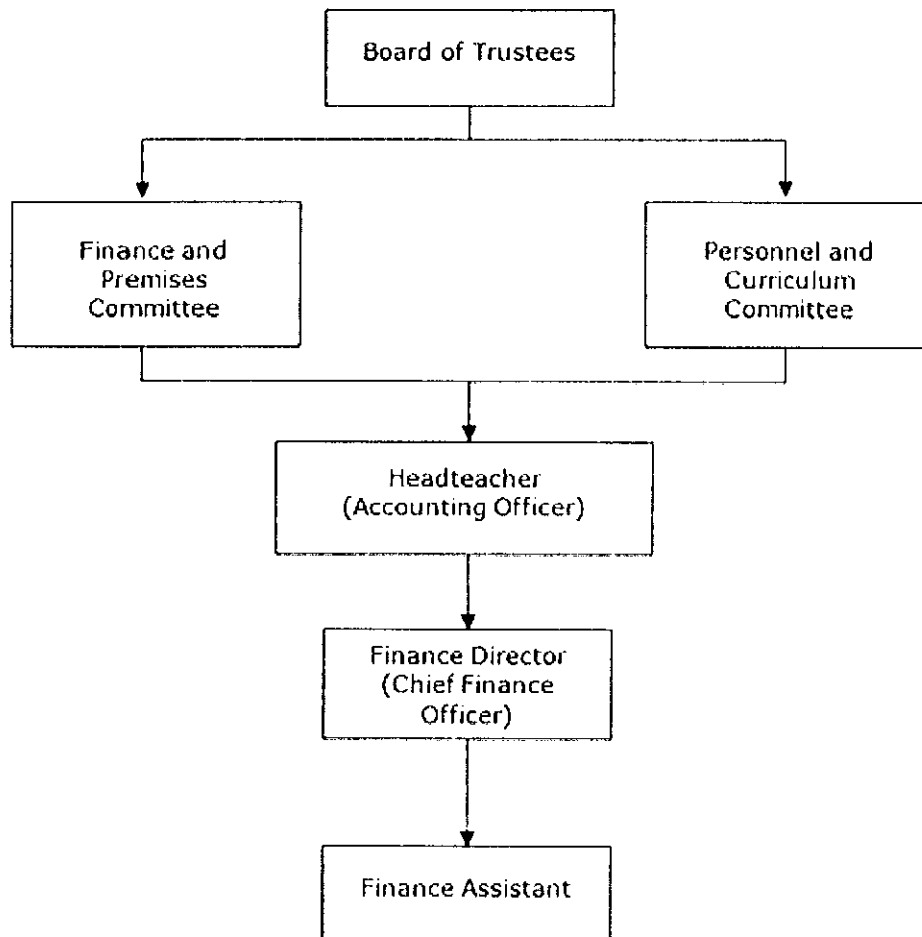 Board of Trustees
Finance and
Premises
Committee
Personnel and
Curriculum
Committee
Headteacher
(Accounting Officer)
Finance Director
(Chief Finance
Officer)
Finance Assistant